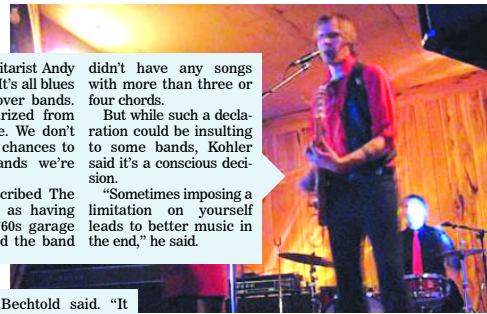 itarist Andy
It's all blues
over bands.
rized from
e. We don't
chances to
ands we're
cribed The
as having
'60s garage
d the band
didn't have any songs
with more than three or
four chords.
But while such a decla-
ration could be insulting
to some bands, Kohler
said it's a conscious deci-
sion.
"Sometimes imposing a
limitation on yourself
leads to better music in
the end," he said.
Bechtold said. "It